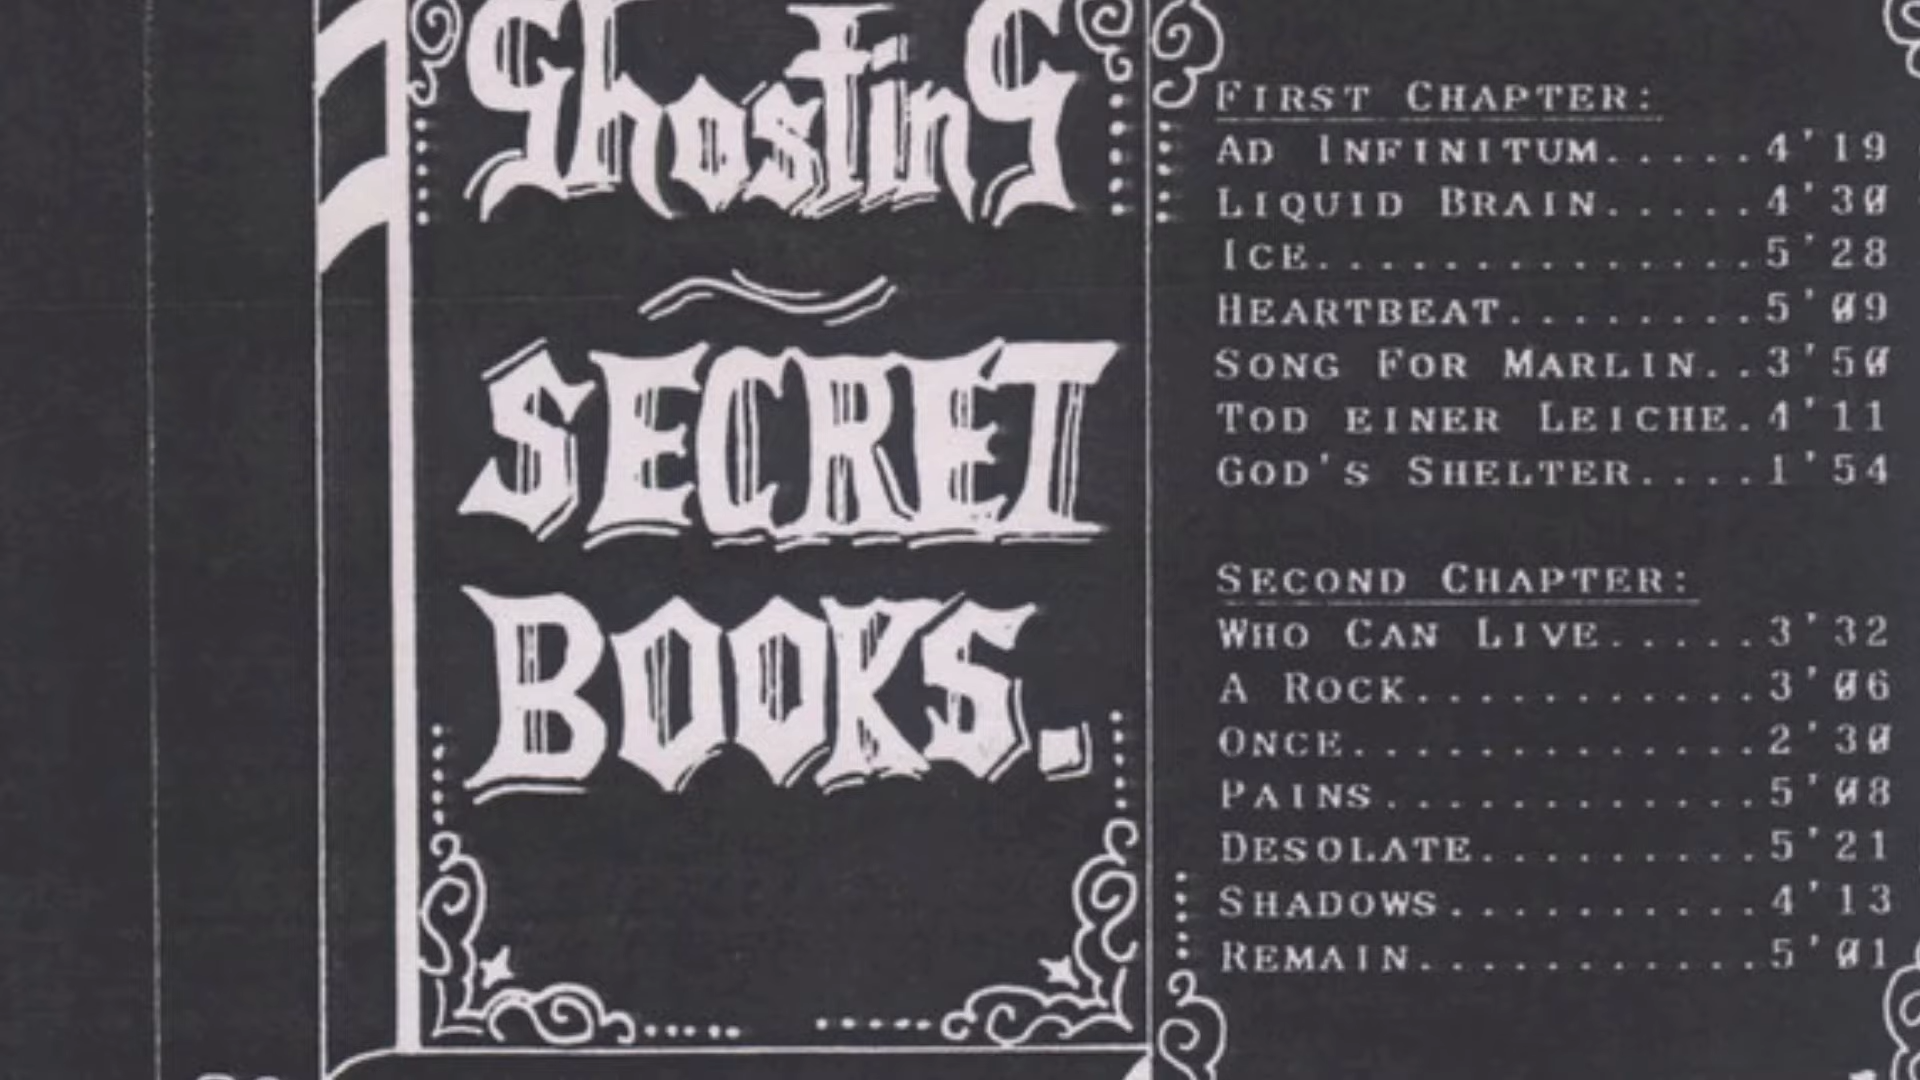 Ghosting
SECRET
BOOKS.
FIRST CHAPTER:
AD INFINITUM.....4'19
LIQUID BRAIN.....4'30
ICE..............5'28
HEARTBEAT........5'09
SONG FOR MARLIN..3'50
TOD EINER LEICHE.4'11
GOD'S SHELTER....1'54
SECOND CHAPTER:
WHO CAN LIVE.....3'32
A ROCK...........3'06
ONCE.............2'30
PAINS............5'08
DESOLATE.........5'21
SHADOWS..........4'13
REMAIN...........5'01